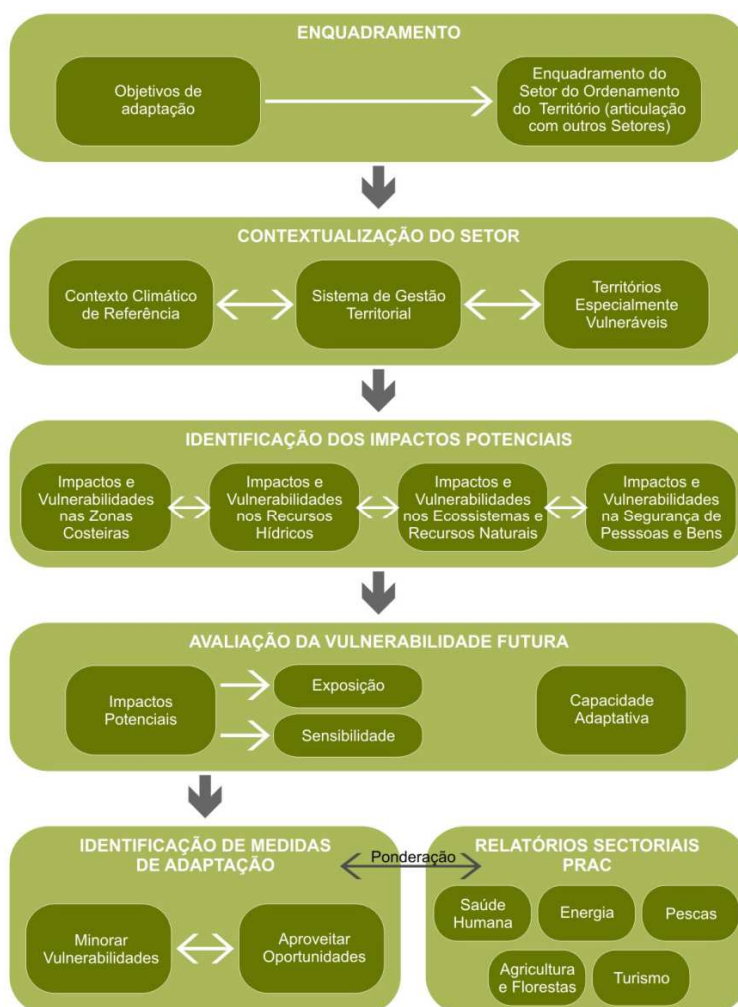 ENQUADRAMENTO
Objetivos de
adaptação
Enquadramento do
Setor do Ordenamento
do Território (articulação
com outros Setores)
CONTEXTUALIZAÇÃO DO SETOR
Contexto Climático
de Referência
Sistema de Gestão
Territorial
Territórios
Especialmente
Vulneráveis
IDENTIFICAÇÃO DOS IMPACTOS POTENCIAIS
Impactos e
Vulnerabilidades
nas Zonas
Costeiras
Impactos e
Vulnerabilidades
nos Recursos
Hídricos
Impactos e
Vulnerabilidades
nos Ecossistemas e
Recursos Naturais
Impactos e
Vulnerabilidades
na Segurança de
Pesssoas e Bens
AVALIAÇÃO DA VULNERABILIDADE FUTURA
Impactos
Potenciais
Exposição
Sensibilidade
Capacidade
Adaptativa
IDENTIFICAÇÃO DE MEDIDAS
DE ADAPTAÇÃO
Minorar
Vulnerabilidades
Aproveitar
Oportunidades
Ponderação
RELATÓRIOS SECTORIAIS
PRAC
Saúde
Humana
Energia
Pescas
Agricultura
e Florestas
Turismo